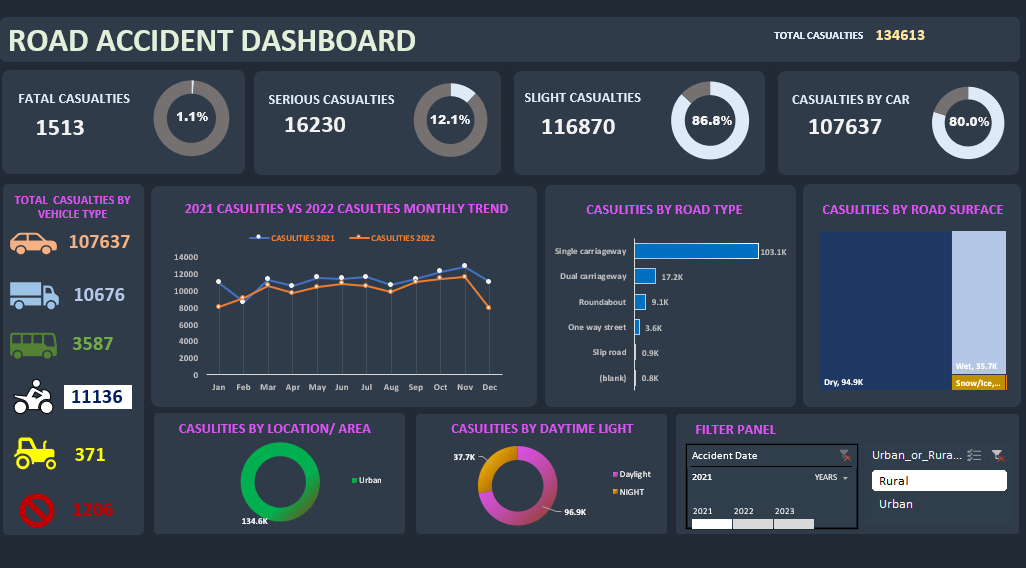 ROAD ACCIDENT DASHBOARD
TOTAL CASUALTIES 134613
FATAL CASUALTIES
1513
1.1%
SERIOUS CASUALTIES
16230
12.1%
SLIGHT CASUALTIES
116870
86.8%
CASUALTIES BY CAR
107637
80.0%
TOTAL CASUALTIES BY
VEHICLE TYPE
107637
10676
3587
11136
371
1206
2021 CASULITIES VS 2022 CASULTIES MONTHLY TREND
CASULITIES 2021
CASULITIES 2022
14000
12000
10000
8000
6000
4000
2000
0
Jan Feb Mar Apr May Jun Jul Aug Sep Oct Nov Dec
CASULITIES BY ROAD TYPE
Single carriageway 103.1K
Dual carriageway 17.2K
Roundabout 9.1K
One way street 3.6K
Slip road 0.9K
(blank) 0.8K
CASULITIES BY ROAD SURFACE
Dry, 94.9K
Wet, 35.7K
Snow/Ice,...
CASULITIES BY LOCATION/ AREA
Urban
134.6K
CASULITIES BY DAYTIME LIGHT
37.7K
96.9K
Daylight
NIGHT
FILTER PANEL
Accident Date
2021
YEARS
2021 2022 2023
Urban_or_Rura...
Rural
Urban